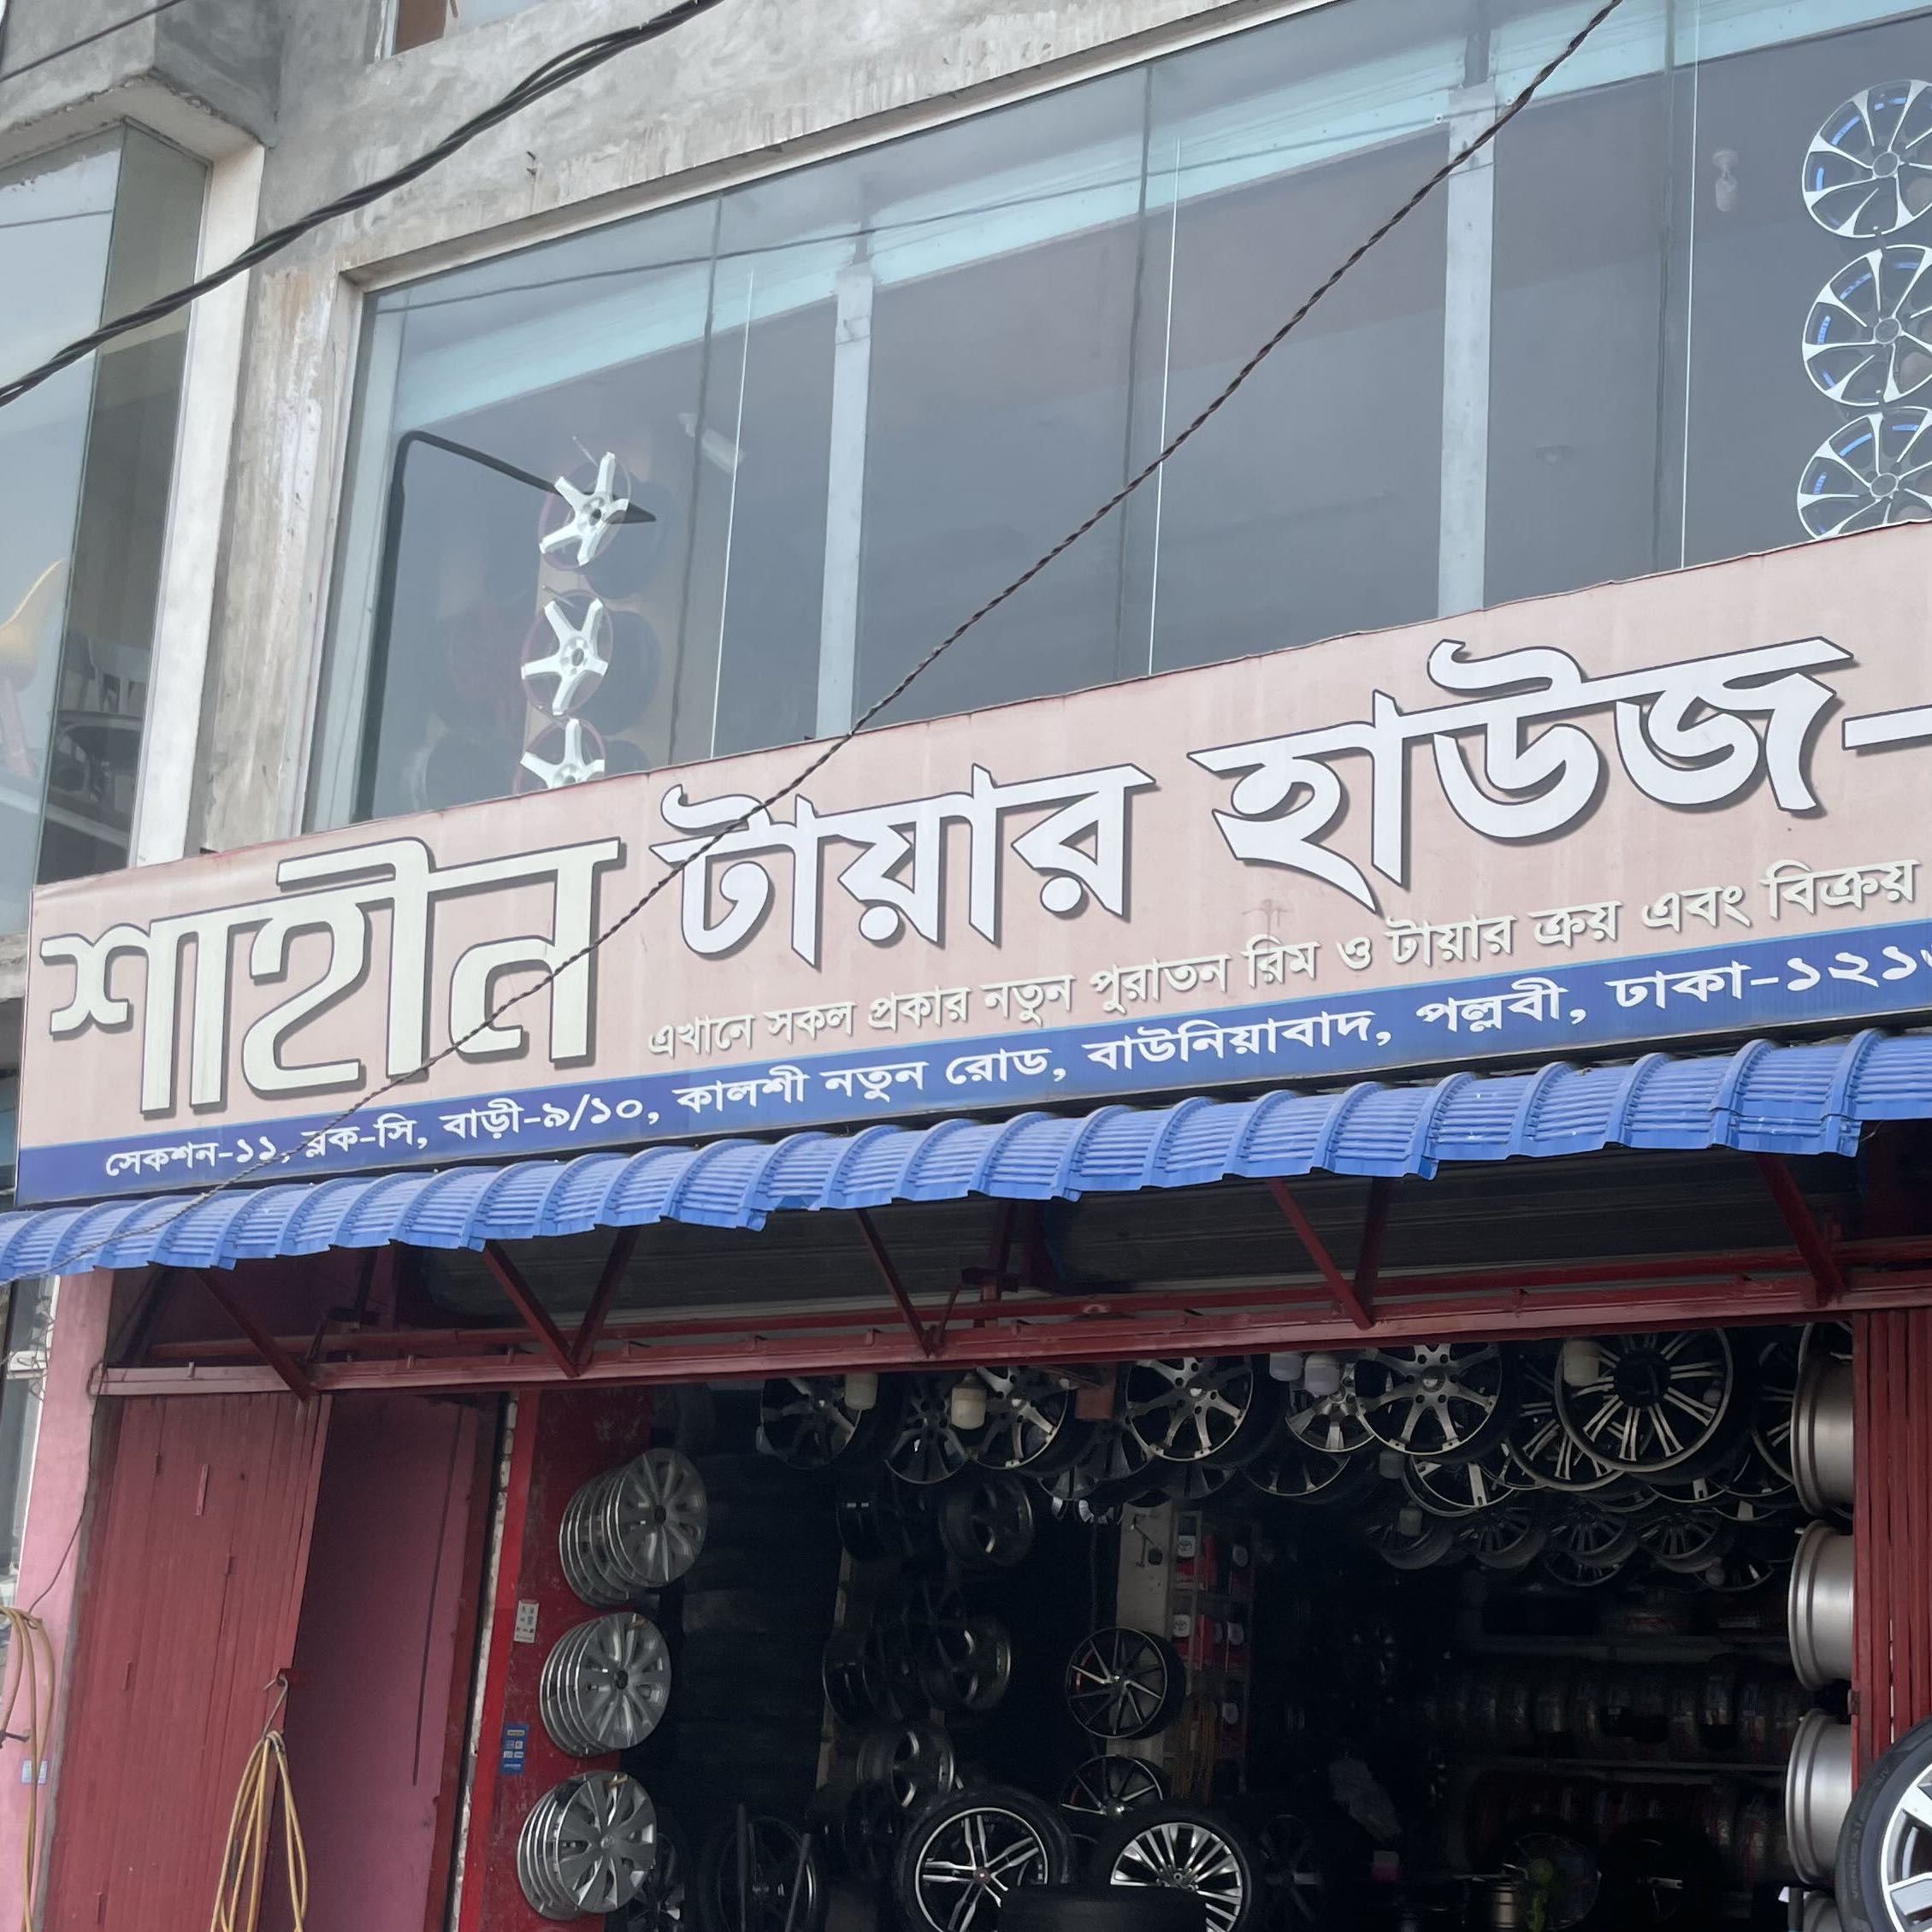 শাহীন টায়ার হাউজ-
এখানে সকল প্রকার নতুন পুরাতন রিম ও টায়ার ক্রয় এবং বিক্রয়
সেকশন-১১, ব্লক-সি, বাড়ী-৯/১০, কালশী নতুন রোড, বাউনিয়াবাদ, পল্লবী, ঢাকা-১২১